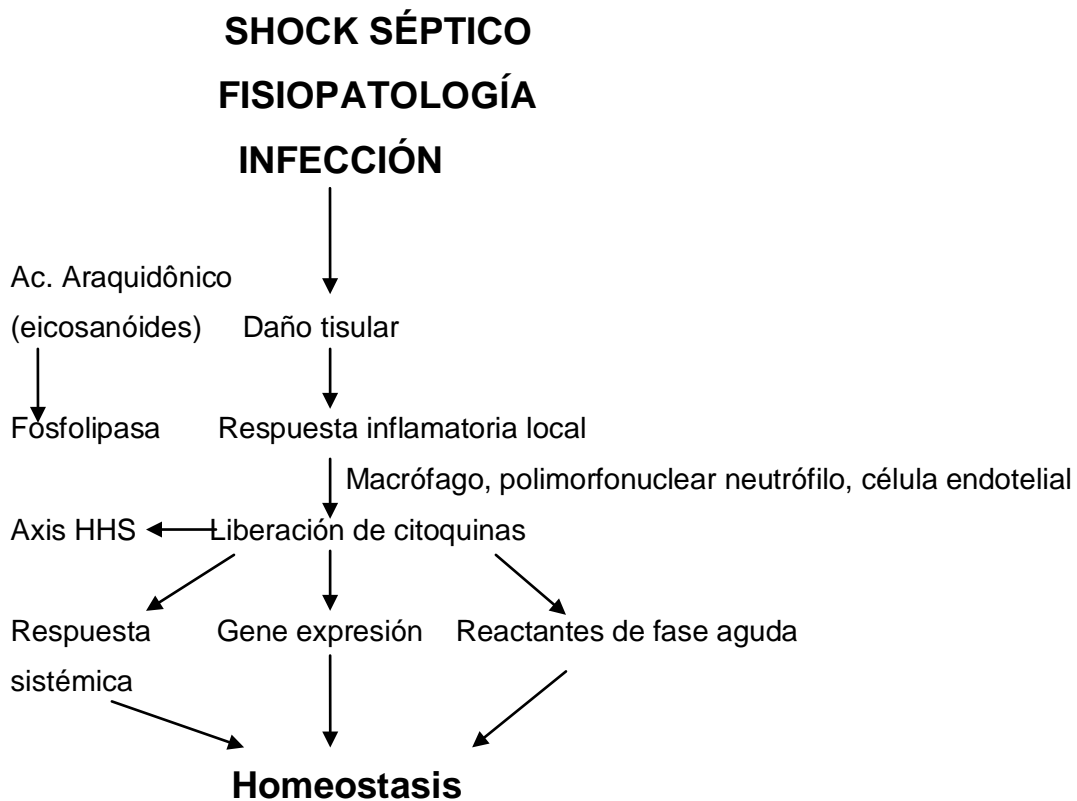 SHOCK SÉPTICO
FISIOPATOLOGÍA
INFECCIÓN
Ac. Araquidônico
(eicosanóides) Daño tisular
Fosfolipasa Respuesta inflamatoria local
Macrófago, polimorfonuclear neutrófilo, célula endotelial
Axis HHS Liberación de citoquinas
Respuesta Gene expresión Reactantes de fase aguda
sistémica
Homeostasis